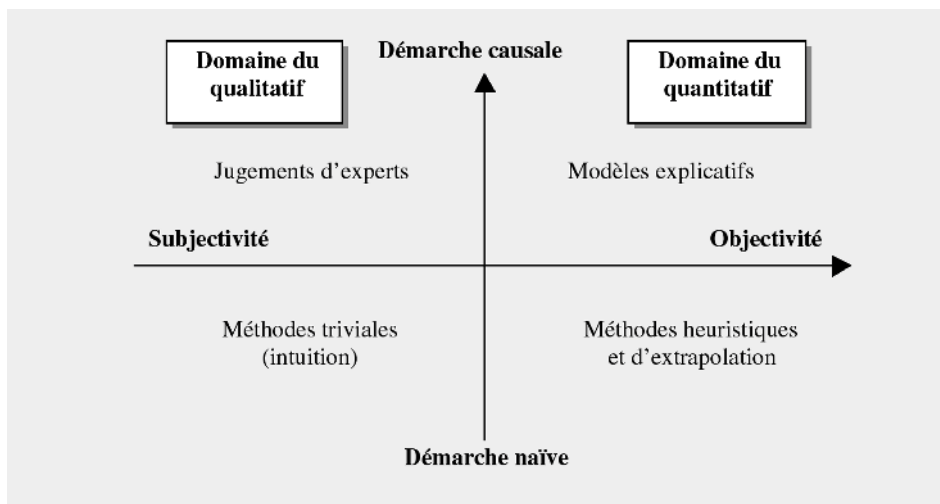 Domaine du
qualitatif
Démarche causale
Domaine du
quantitatif
Jugements d’experts
Modèles explicatifs
Subjectivité
Objectivité
Méthodes triviales
(intuition)
Méthodes heuristiques
et d’extrapolation
Démarche naïve